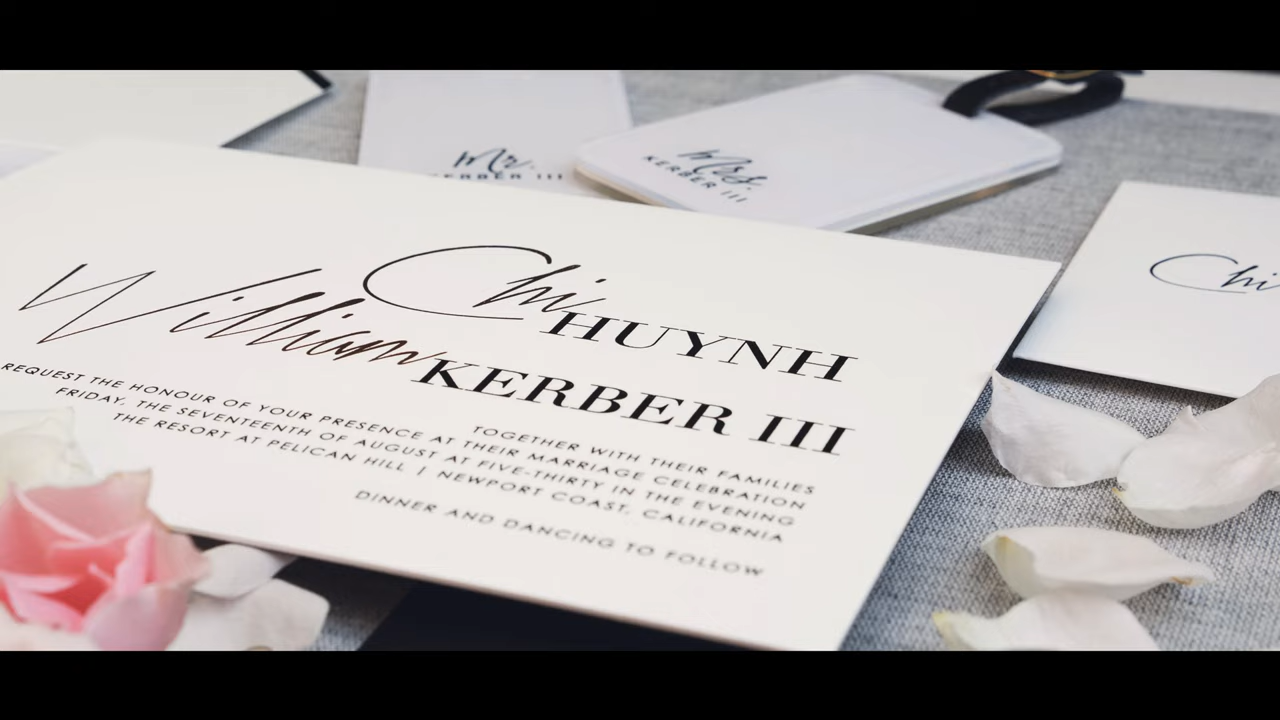 Mr.
KERBER III
Mrs.
KERBER III
Chi
HUYNH
William
KERBER III
TOGETHER WITH THEIR FAMILIES
REQUEST THE HONOUR OF YOUR PRESENCE AT THEIR MARRIAGE CELEBRATION
FRIDAY, THE SEVENTEENTH OF AUGUST AT FIVE-THIRTY IN THE EVENING
THE RESORT AT PELICAN HILL | NEWPORT COAST, CALIFORNIA
DINNER AND DANCING TO FOLLOW
Chi